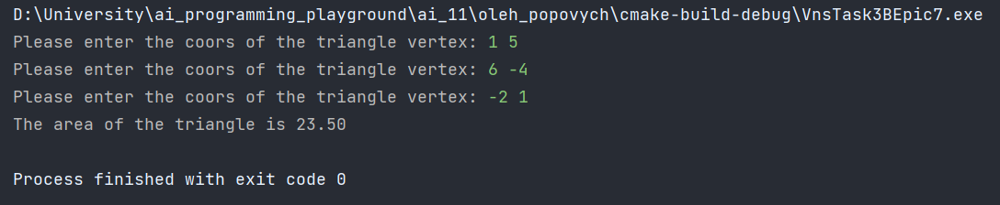 D:\University\ai_programming_playground\ai_11\oleh_popovych\cmake-build-debug\VnsTask3BEpic7.exe
Please enter the coors of the triangle vertex: 1 5
Please enter the coors of the triangle vertex: 6 -4
Please enter the coors of the triangle vertex: -2 1
The area of the triangle is 23.50
Process finished with exit code 0